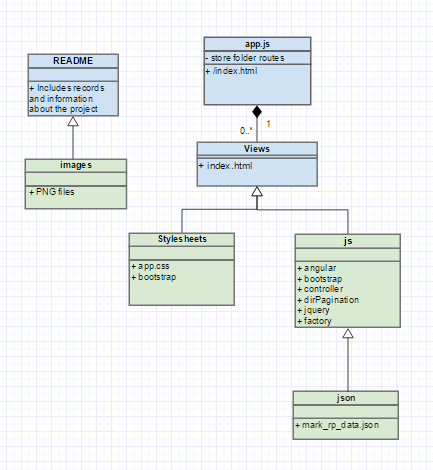 README
+ Includes records
and information
about the project
images
+ PNG files
app.js
- store folder routes
+ /index.html
1
0..*
Views
+ index.html
Stylesheets
+ app.css
+ bootstrap
js
+ angular
+ bootstrap
+ controller
+ dirPagination
+ jquery
+ factory
json
+ mark_rp_data.json